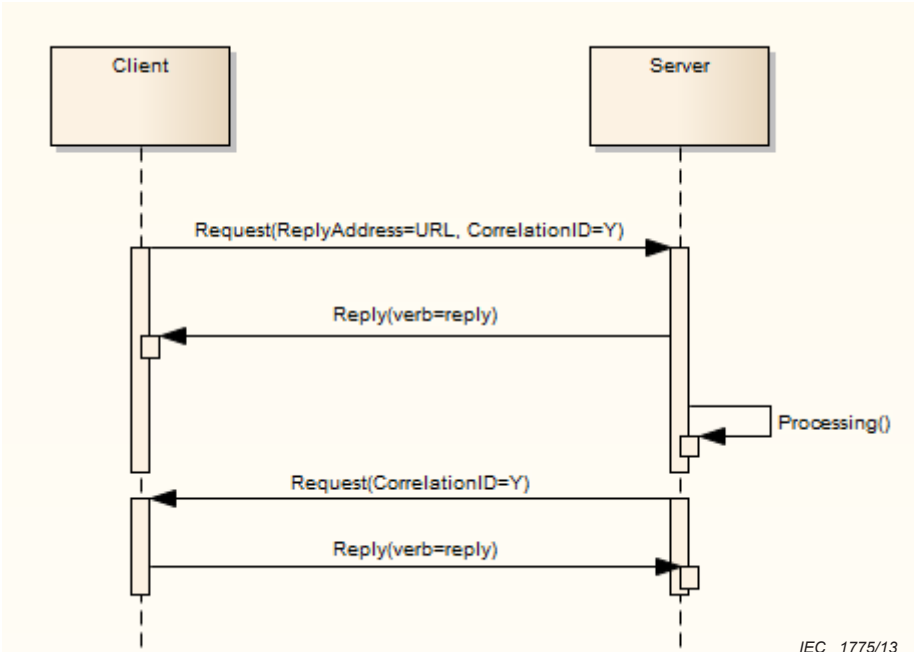 Client
Server
Request(ReplyAddress=URL, CorrelationID=Y)
Reply(verb=reply)
Processing()
Request(CorrelationID=Y)
Reply(verb=reply)
IEC 1775/13